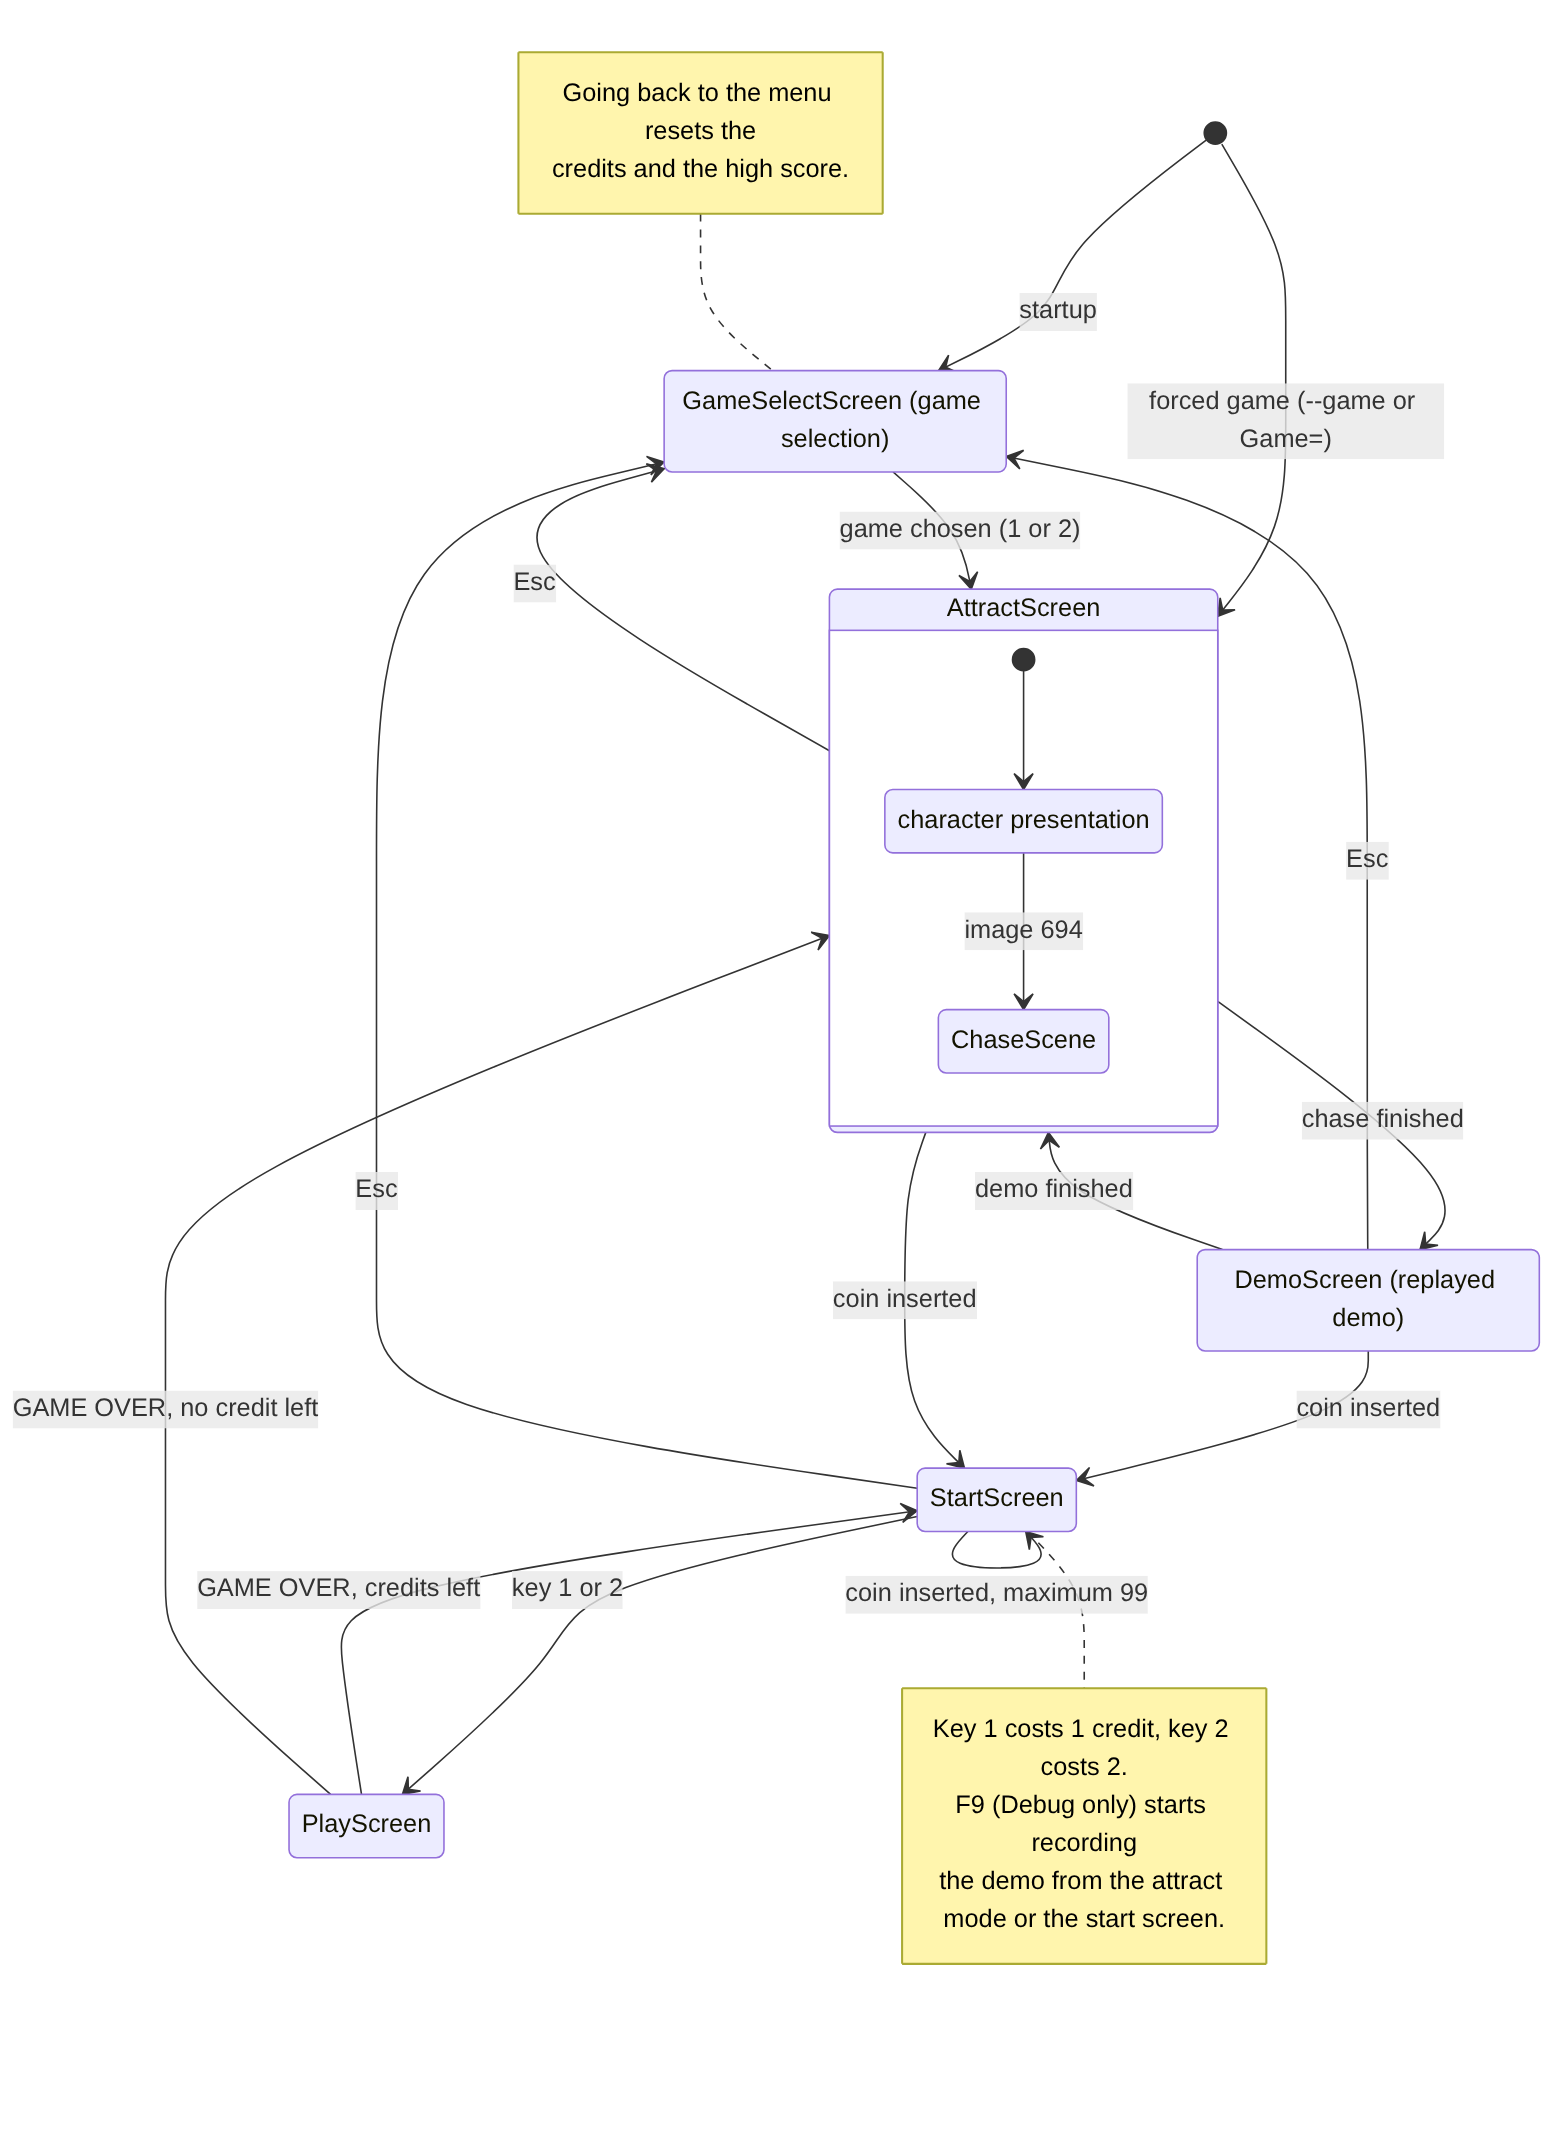 Going back to the menu
resets the
credits and the high score.
startup
forced game (--game or
Game=)
GameSelectScreen (game
selection)
game chosen (1 or 2)
Esc
AttractScreen
character presentation
Esc
image 694
ChaseScene
chase finished
Esc
demo finished
DemoScreen (replayed
demo)
coin inserted
GAME OVER, no credit left
coin inserted
StartScreen
GAME OVER, credits left
key 1 or 2
coin inserted, maximum 99
Key 1 costs 1 credit, key 2
costs 2.
F9 (Debug only) starts
recording
the demo from the attract
mode or the start screen.
PlayScreen